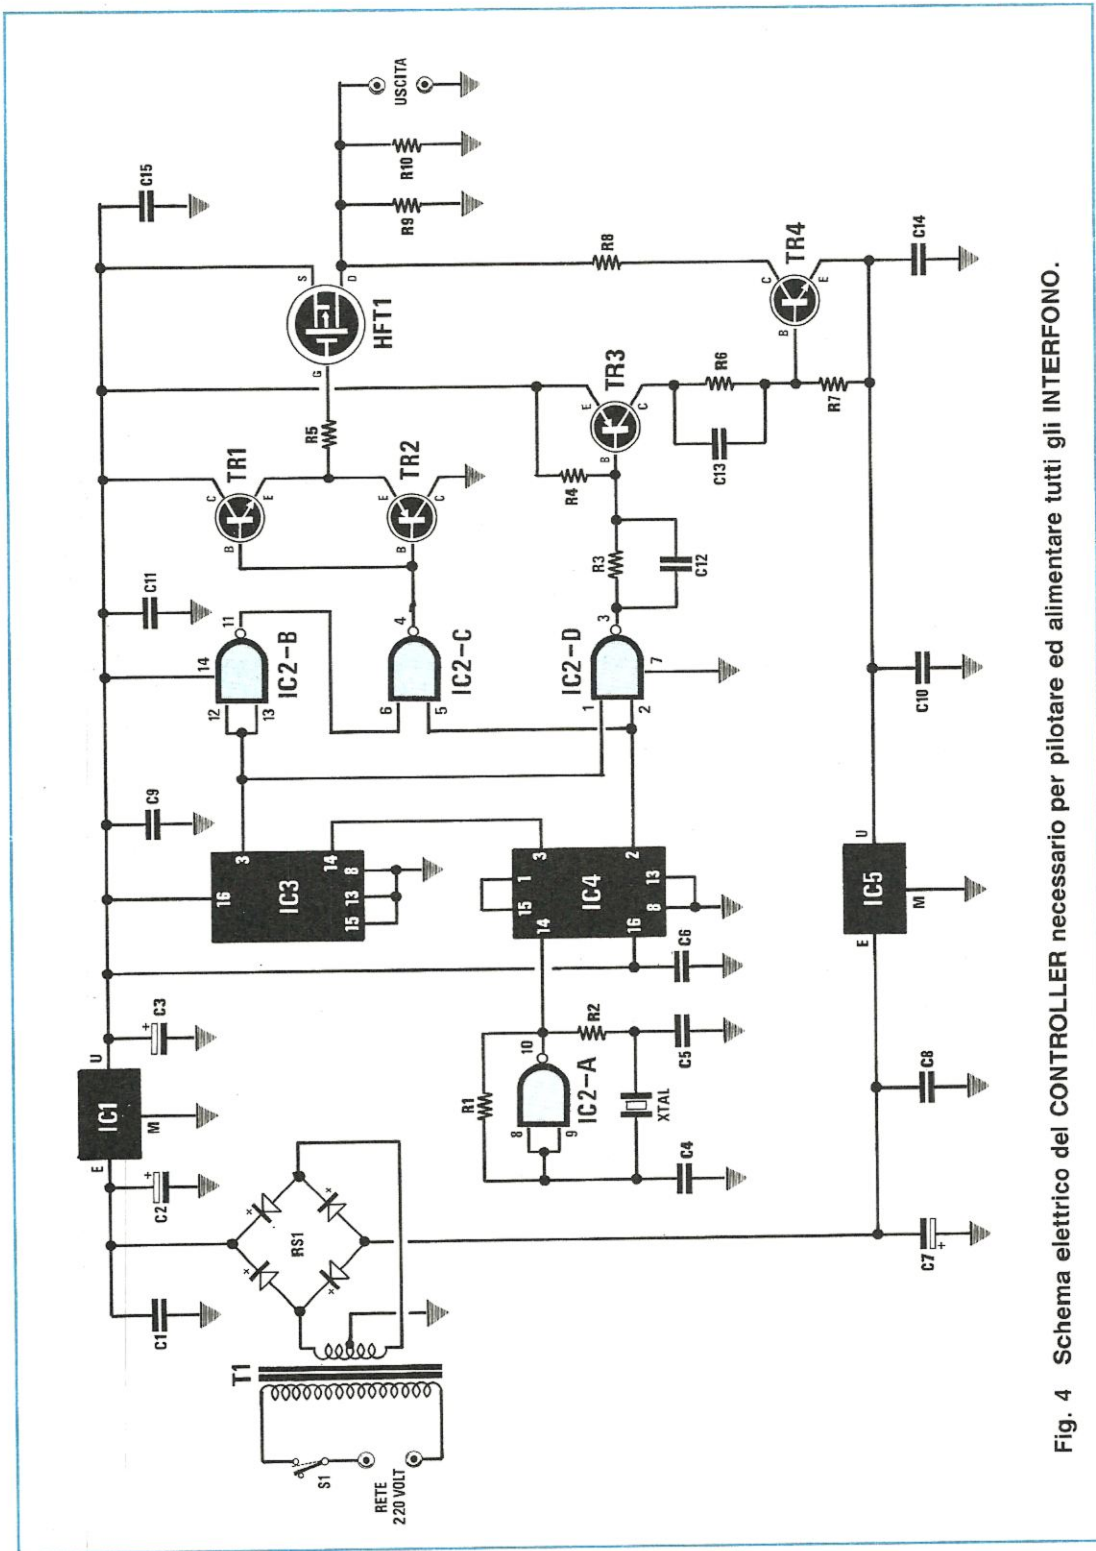 RETE
220 VOLT
S1
T1
C1
C2
+
E
IC1
M
U
C3
+
RS1
+
+
+
+
R1
8
9
10
IC2-A
R2
XTAL
C4
C5
C6
C7
+
C8
C9
16
IC3
3
14
15
13
8
15
1
14
3
IC4
16
2
8
13
E
IC5
U
M
C10
C11
14
12
13
11
IC2-B
6
5
4
IC2-C
1
2
3
7
IC2-D
R3
C12
R4
B
C
E
TR1
B
E
C
TR2
R5
G
S
D
HFT1
B
E
C
TR3
C13
R6
R7
B
C
E
TR4
R8
C14
C15
R9
R10
USCITA
Fig. 4 Schema elettrico del CONTROLLER necessario per pilotare ed alimentare tutti gli INTERFONO.